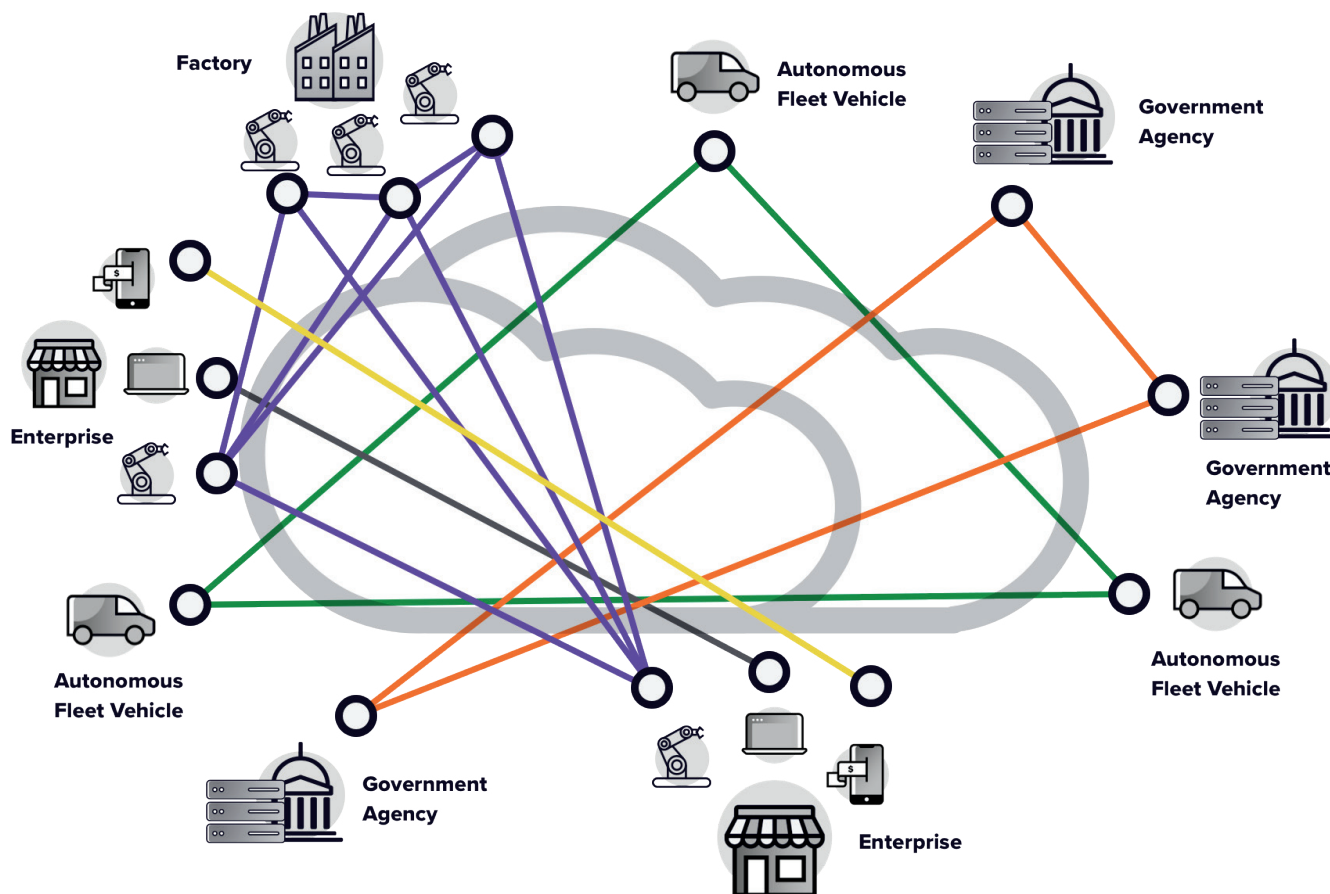 Factory
Autonomous
Fleet Vehicle
Government
Agency
$
Enterprise
Government
Agency
Autonomous
Fleet Vehicle
Autonomous
Fleet Vehicle
Government
Agency
$
Enterprise